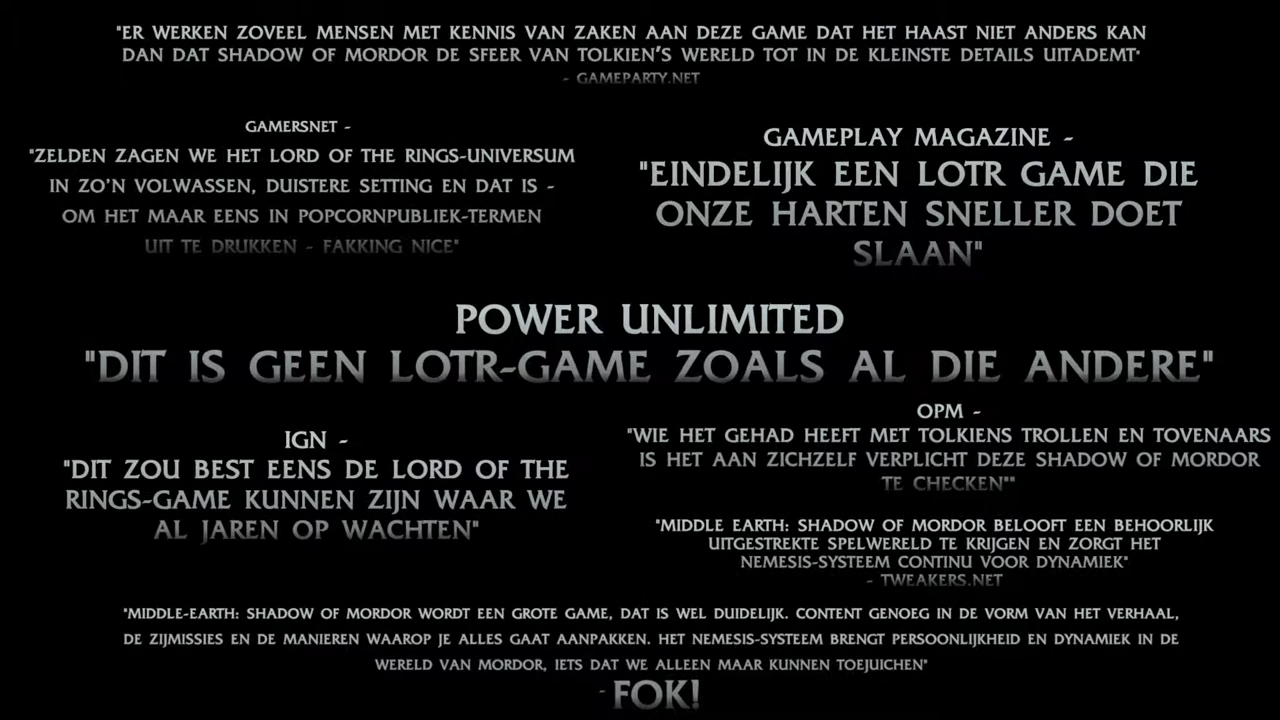 "ER WERKEN ZOVEEL MENSEN MET KENNIS VAN ZAKEN AAN DEZE GAME DAT HET HAAST NIET ANDERS KAN
DAN DAT SHADOW OF MORDOR DE SFEER VAN TOLKIEN'S WERELD TOT IN DE KLEINSTE DETAILS UITADEMT"
- GAMEPARTY.NET
GAMERSNET -
"ZELDEN ZAGEN WE HET LORD OF THE RINGS-UNIVERSUM
IN ZO'N VOLWASSEN, DUISTERE SETTING EN DAT IS -
OM HET MAAR EENS IN POPCORNPUBLIEK-TERMEN
UIT TE DRUKKEN - FAKKING NICE"
GAMEPLAY MAGAZINE -
"EINDELIJK EEN LOTR GAME DIE
ONZE HARTEN SNELLER DOET
SLAAN"
POWER UNLIMITED
"DIT IS GEEN LOTR-GAME ZOALS AL DIE ANDERE"
IGN -
"DIT ZOU BEST EENS DE LORD OF THE
RINGS-GAME KUNNEN ZIJN WAAR WE
AL JAREN OP WACHTEN"
OPM -
"WIE HET GEHAD HEEFT MET TOLKIENS TROLLEN EN TOVENAARS
IS HET AAN ZICHZELF VERPLICHT DEZE SHADOW OF MORDOR
TE CHECKEN""
"MIDDLE EARTH: SHADOW OF MORDOR BELOOFT EEN BEHOORLIJK
UITGESTREKTE SPELWERELD TE KRIJGEN EN ZORGT HET
NEMESIS-SYSTEEM CONTINU VOOR DYNAMIEK"
- TWEAKERS.NET
"MIDDLE-EARTH: SHADOW OF MORDOR WORDT EEN GROTE GAME, DAT IS WEL DUIDELIJK. CONTENT GENOEG IN DE VORM VAN HET VERHAAL,
DE ZIJMISSIES EN DE MANIEREN WAAROP JE ALLES GAAT AANPAKKEN. HET NEMESIS-SYSTEEM BRENGT PERSOONLIJKHEID EN DYNAMIEK IN DE
WERELD VAN MORDOR, IETS DAT WE ALLEEN MAAR KUNNEN TOEJUICHEN"
- FOK!